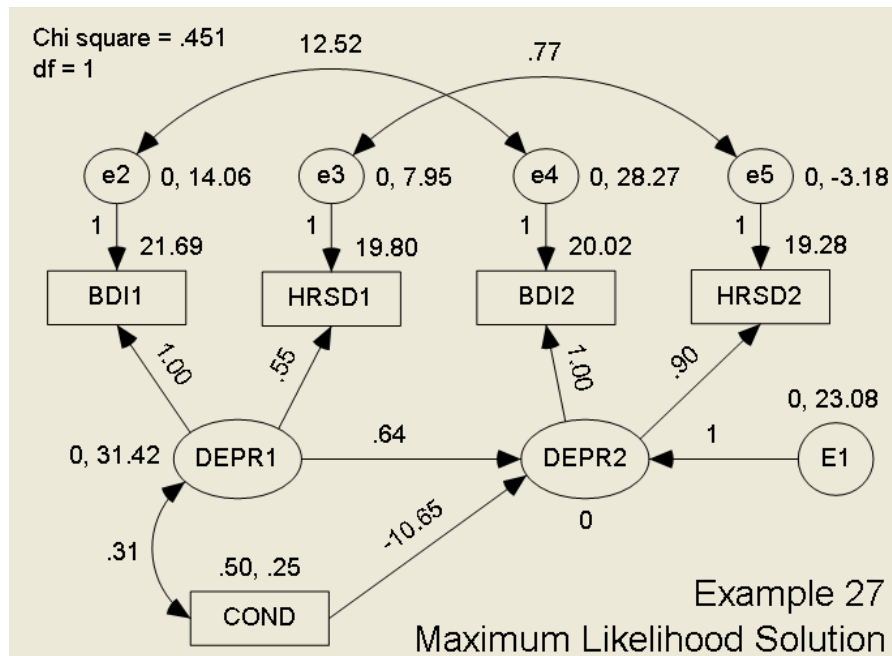 Chi square = .451
df = 1
12.52
.77
e2
0, 14.06
e3
0, 7.95
e4
0, 28.27
e5
0, -3.18
1
21.69
1
19.80
1
20.02
1
19.28
BDI1
HRSD1
BDI2
HRSD2
1.00
.55
1.00
.90
0, 23.08
0, 31.42
DEPR1
.64
DEPR2
1
E1
0
.31
-10.65
.50, .25
COND
Example 27
Maximum Likelihood Solution